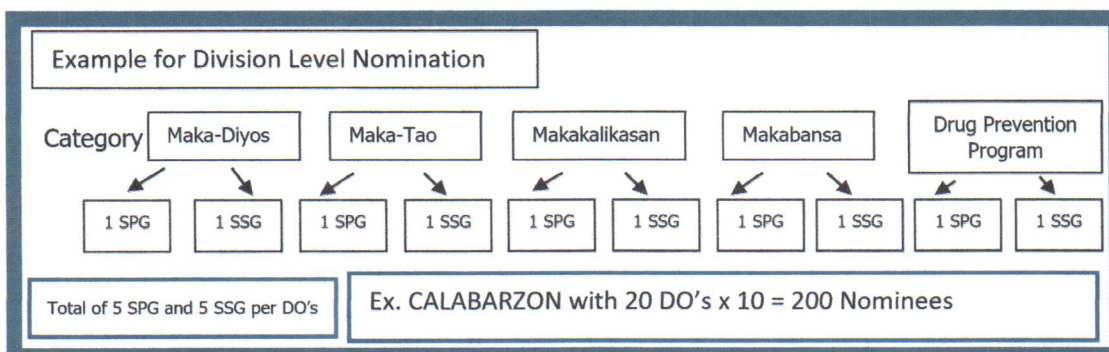 Example for Division Level Nomination
Category
Maka-Diyos
Maka-Tao
Makakalikasan
Makabansa
Drug Prevention
Program
1 SPG
1 SSG
1 SPG
1 SSG
1 SPG
1 SSG
1 SPG
1 SSG
1 SPG
1 SSG
Total of 5 SPG and 5 SSG per DO's
Ex. CALABARZON with 20 DO's x 10 = 200 Nominees